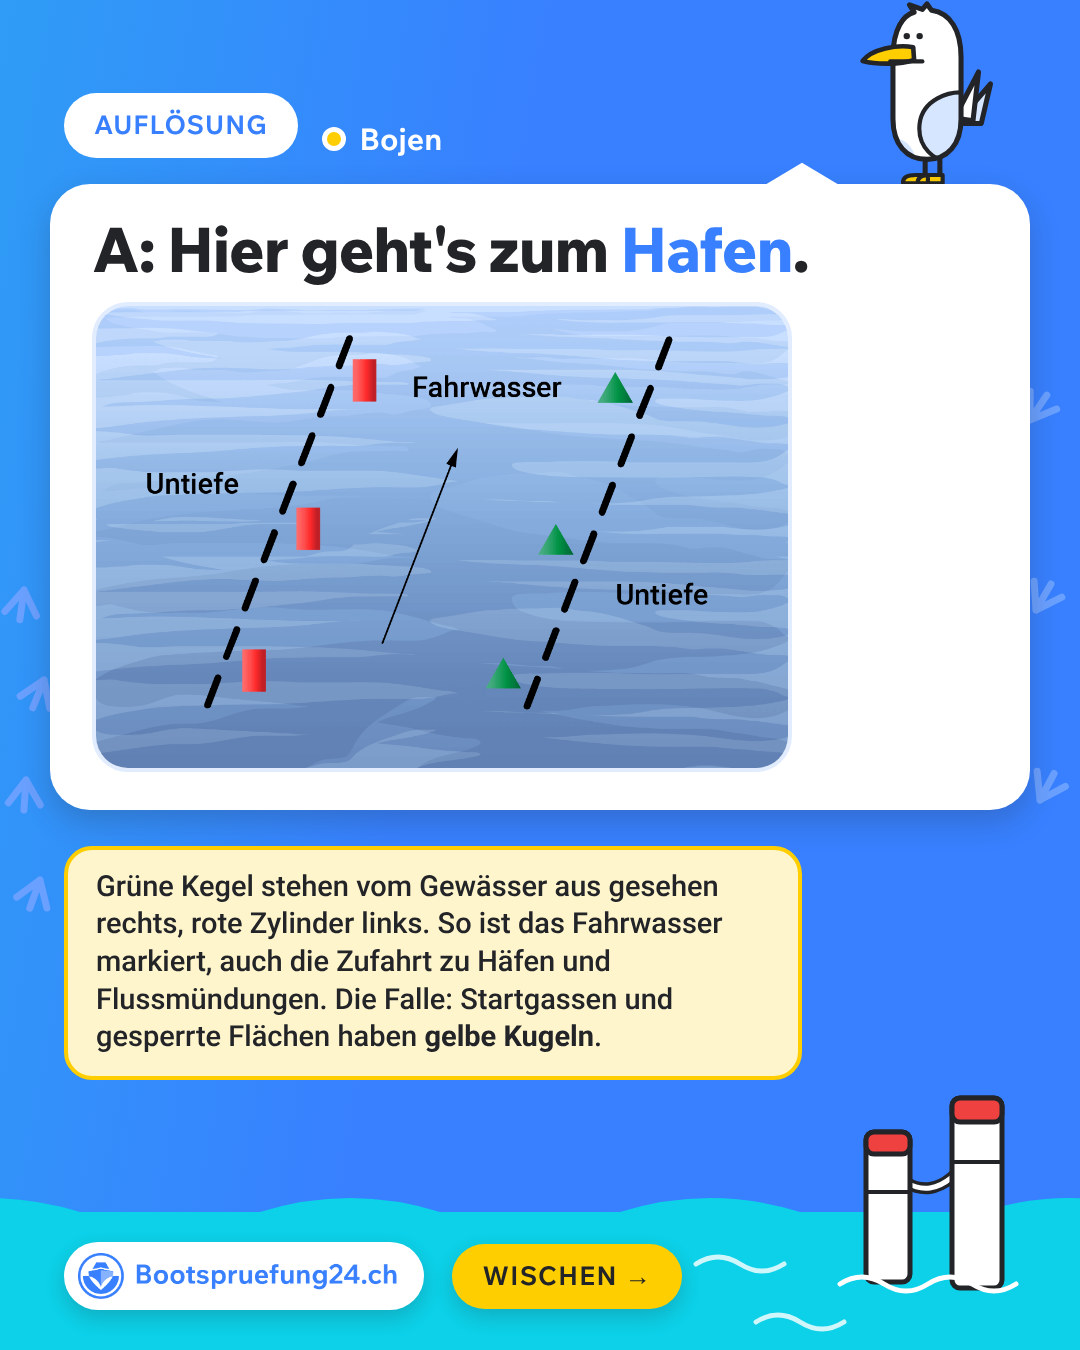 AUFLÖSUNG
Bojen
A: Hier geht's zum Hafen.
Fahrwasser
Untiefe
Untiefe
Grüne Kegel stehen vom Gewässer aus gesehen
rechts, rote Zylinder links. So ist das Fahrwasser
markiert, auch die Zufahrt zu Häfen und
Flussmündungen. Die Falle: Startgassen und
gesperrte Flächen haben gelbe Kugeln.
Bootspruefung24.ch
WISCHEN →